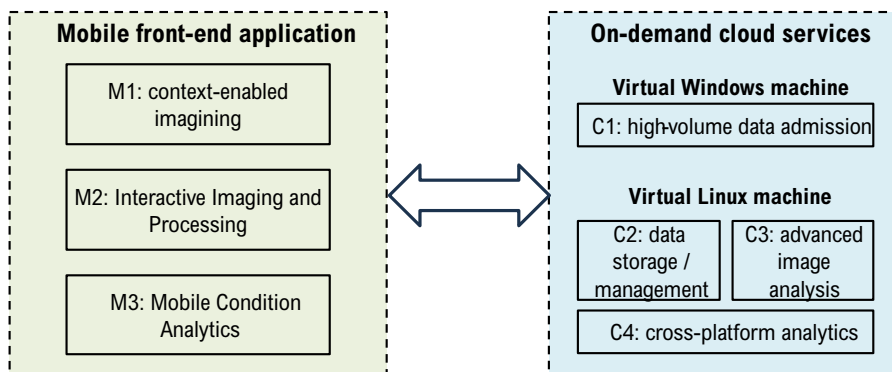 Mobile front-end application
M1: context-enabled
imagining
M2: Interactive Imaging and
Processing
M3: Mobile Condition
Analytics
On-demand cloud services
Virtual Windows machine
C1: high-volume data admission
Virtual Linux machine
C2: data
storage /
management
C3: advanced
image
analysis
C4: cross-platform analytics